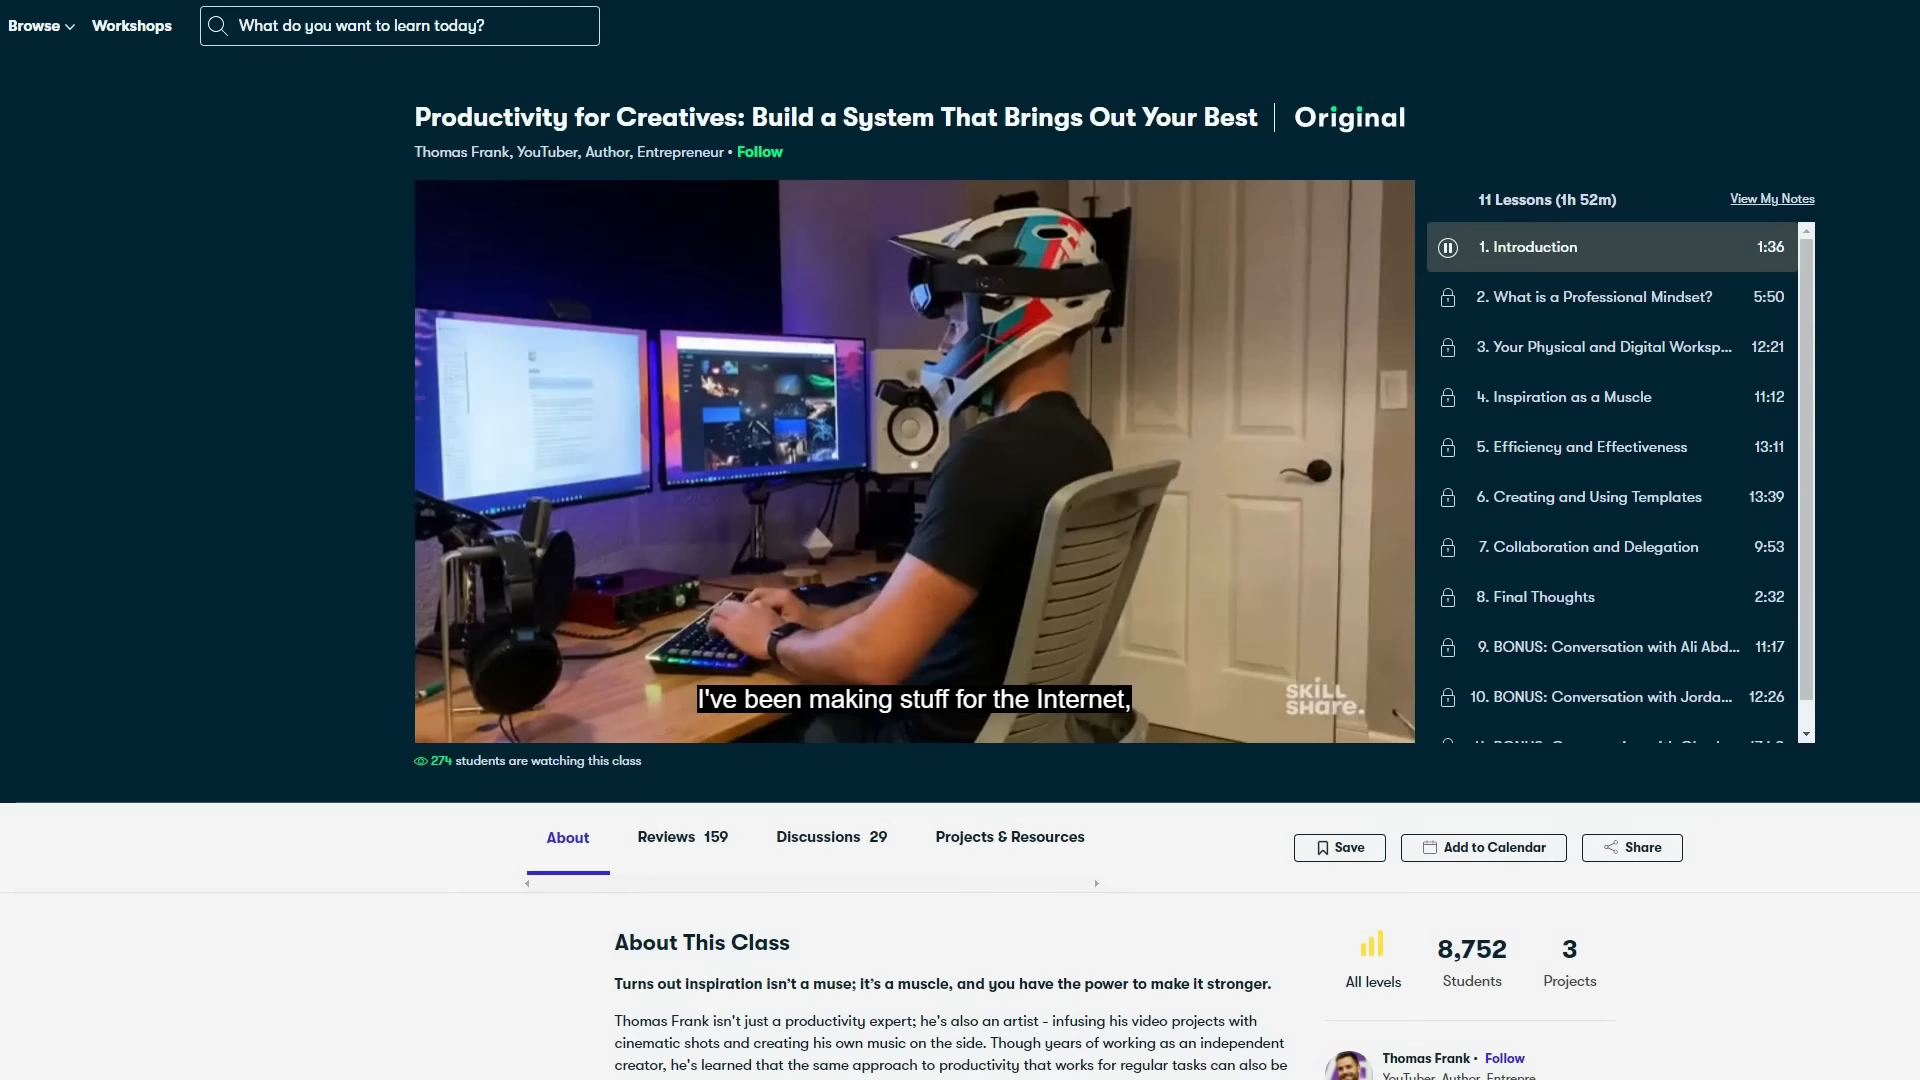 Browse
Workshops
What do you want to learn today?
Productivity for Creatives: Build a System That Brings Out Your Best | Original
Thomas Frank, YouTuber, Author, Entrepreneur • Follow
11 Lessons (1h 52m)
View My Notes
1. Introduction 1:36
2. What is a Professional Mindset? 5:50
3. Your Physical and Digital Worksp... 12:21
4. Inspiration as a Muscle 11:12
5. Efficiency and Effectiveness 13:11
6. Creating and Using Templates 13:39
7. Collaboration and Delegation 9:53
8. Final Thoughts 2:32
9. BONUS: Conversation with Ali Abd... 11:17
10. BONUS: Conversation with Jorda... 12:26
I've been making stuff for the Internet,
SKILL
SHARE.
274 students are watching this class
About
Reviews 159
Discussions 29
Projects & Resources
Save
Add to Calendar
Share
About This Class
Turns out inspiration isn't a muse; it's a muscle, and you have the power to make it stronger.
Thomas Frank isn't just a productivity expert; he's also an artist - infusing his video projects with
cinematic shots and creating his own music on the side. Though years of working as an independent
creator, he's learned that the same approach to productivity that works for regular tasks can also be
All levels
8,752
Students
3
Projects
Thomas Frank • Follow
YouTuber, Author, Entrepre